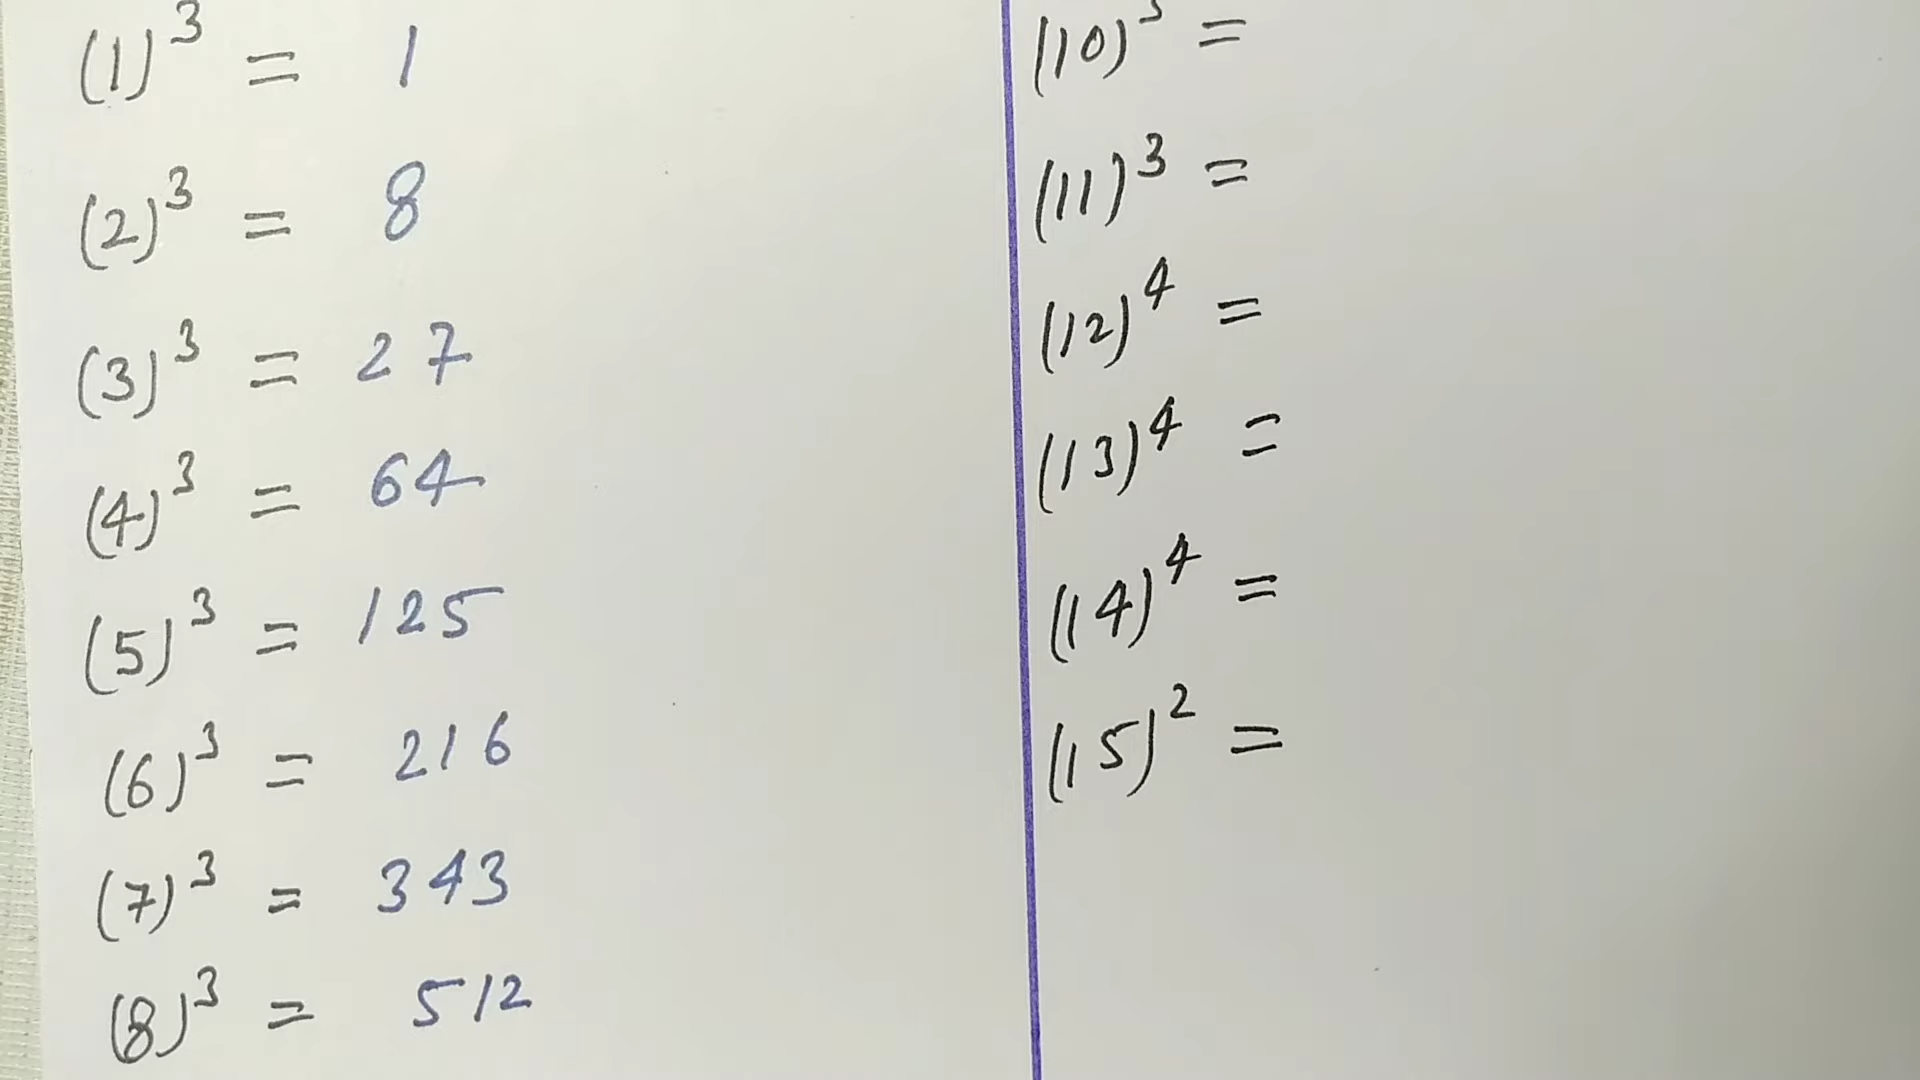 (1)³ = 1
(2)³ = 8
(3)³ = 27
(4)³ = 64
(5)³ = 125
(6)³ = 216
(7)³ = 343
(8)³ = 512
(10)³ =
(11)³ =
(12)⁴ =
(13)⁴ =
(14)⁴ =
(15)² =